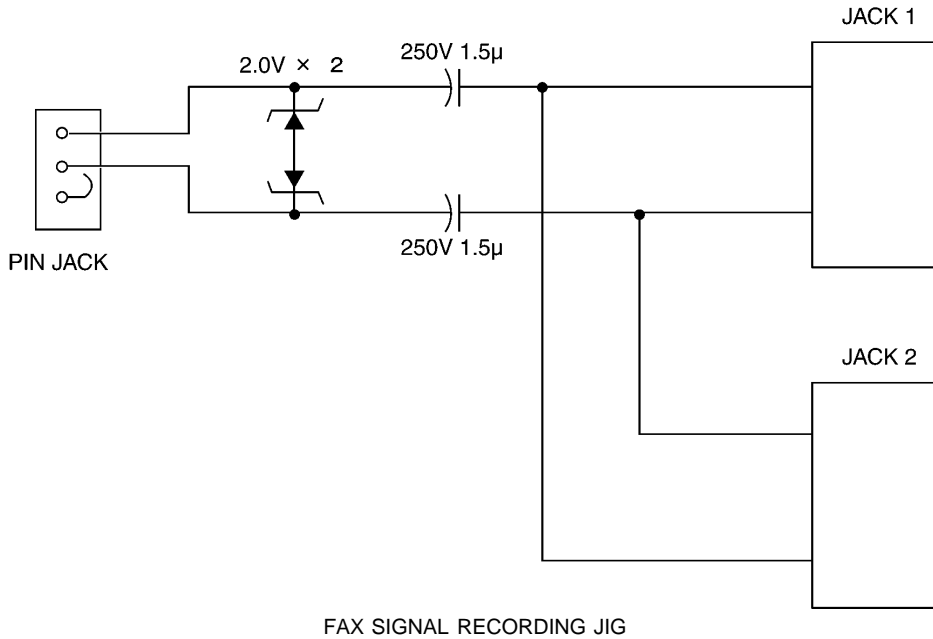 JACK 1
250V 1.5µ
2.0V × 2
PIN JACK
250V 1.5µ
JACK 2
FAX SIGNAL RECORDING JIG